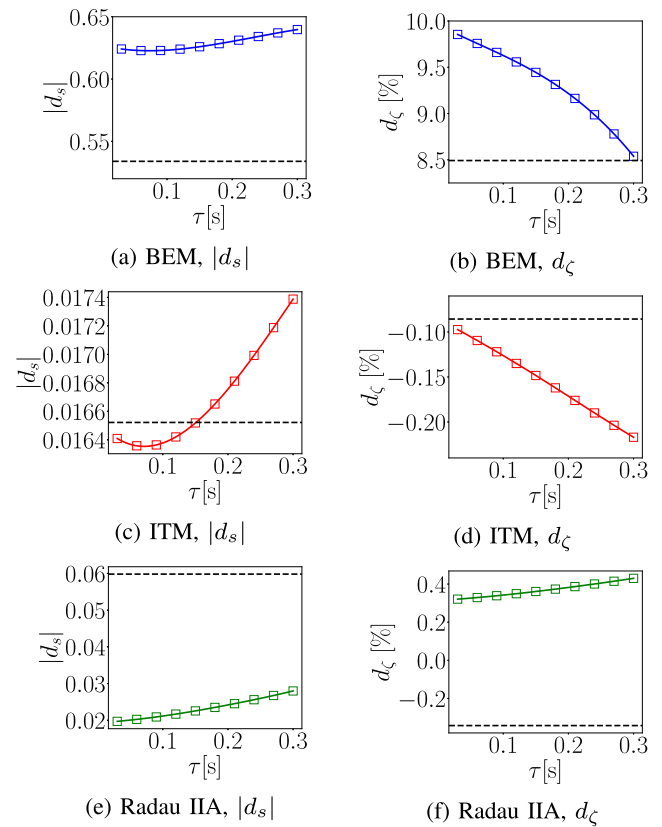 0.65
0.60
0.55
|d_s|
0.1 0.2 0.3
τ[s]
(a) BEM, |d_s|
10.0
9.5
9.0
8.5
d_ζ [%]
0.1 0.2 0.3
τ[s]
(b) BEM, d_ζ
0.0174
0.0172
0.0170
0.0168
0.0166
0.0164
|d_s|
0.1 0.2 0.3
τ[s]
(c) ITM, |d_s|
−0.10
−0.15
−0.20
d_ζ [%]
0.1 0.2 0.3
τ[s]
(d) ITM, d_ζ
0.06
0.05
0.04
0.03
0.02
|d_s|
0.1 0.2 0.3
τ[s]
(e) Radau IIA, |d_s|
0.4
0.2
0.0
−0.2
d_ζ [%]
0.1 0.2 0.3
τ[s]
(f) Radau IIA, d_ζ